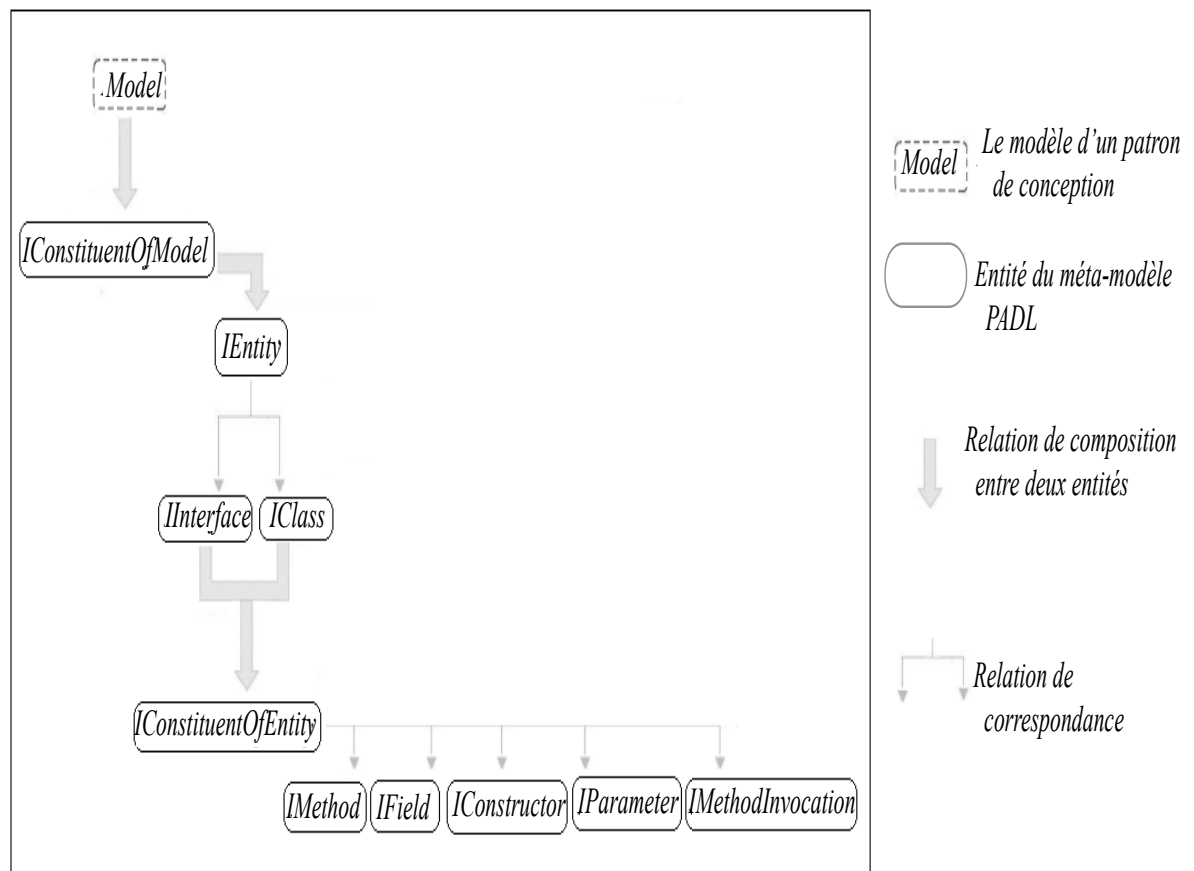 Model
IConstituentOfModel
IEntity
IInterface
IClass
IConstituentOfEntity
IMethod
IField
IConstructor
IParameter
IMethodInvocation
Model
Le modèle d'un patron
de conception
Entité du méta-modèle
PADL
Relation de composition
entre deux entités
Relation de
correspondance